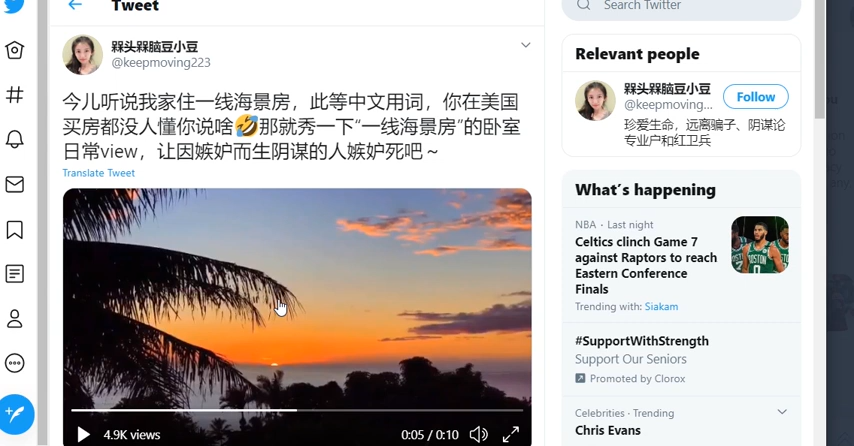 Tweet
槑头槑脑豆小豆
@keepmoving223
今儿听说我家住一线海景房，此等中文用词，你在美国
买房都没人懂你说啥🤣那就秀一下“一线海景房”的卧室
日常view，让因嫉妒而生阴谋的人嫉妒死吧～
Translate Tweet
4.9K views
0:05 / 0:10
Search Twitter
Relevant people
槑头槑脑豆小豆
@keepmoving...
Follow
珍爱生命，远离骗子、阴谋论
专业户和红卫兵
What's happening
NBA · Last night
Celtics clinch Game 7
against Raptors to reach
Eastern Conference
Finals
Trending with: Siakam
#SupportWithStrength
Support Our Seniors
Promoted by Clorox
Celebrities · Trending
Chris Evans